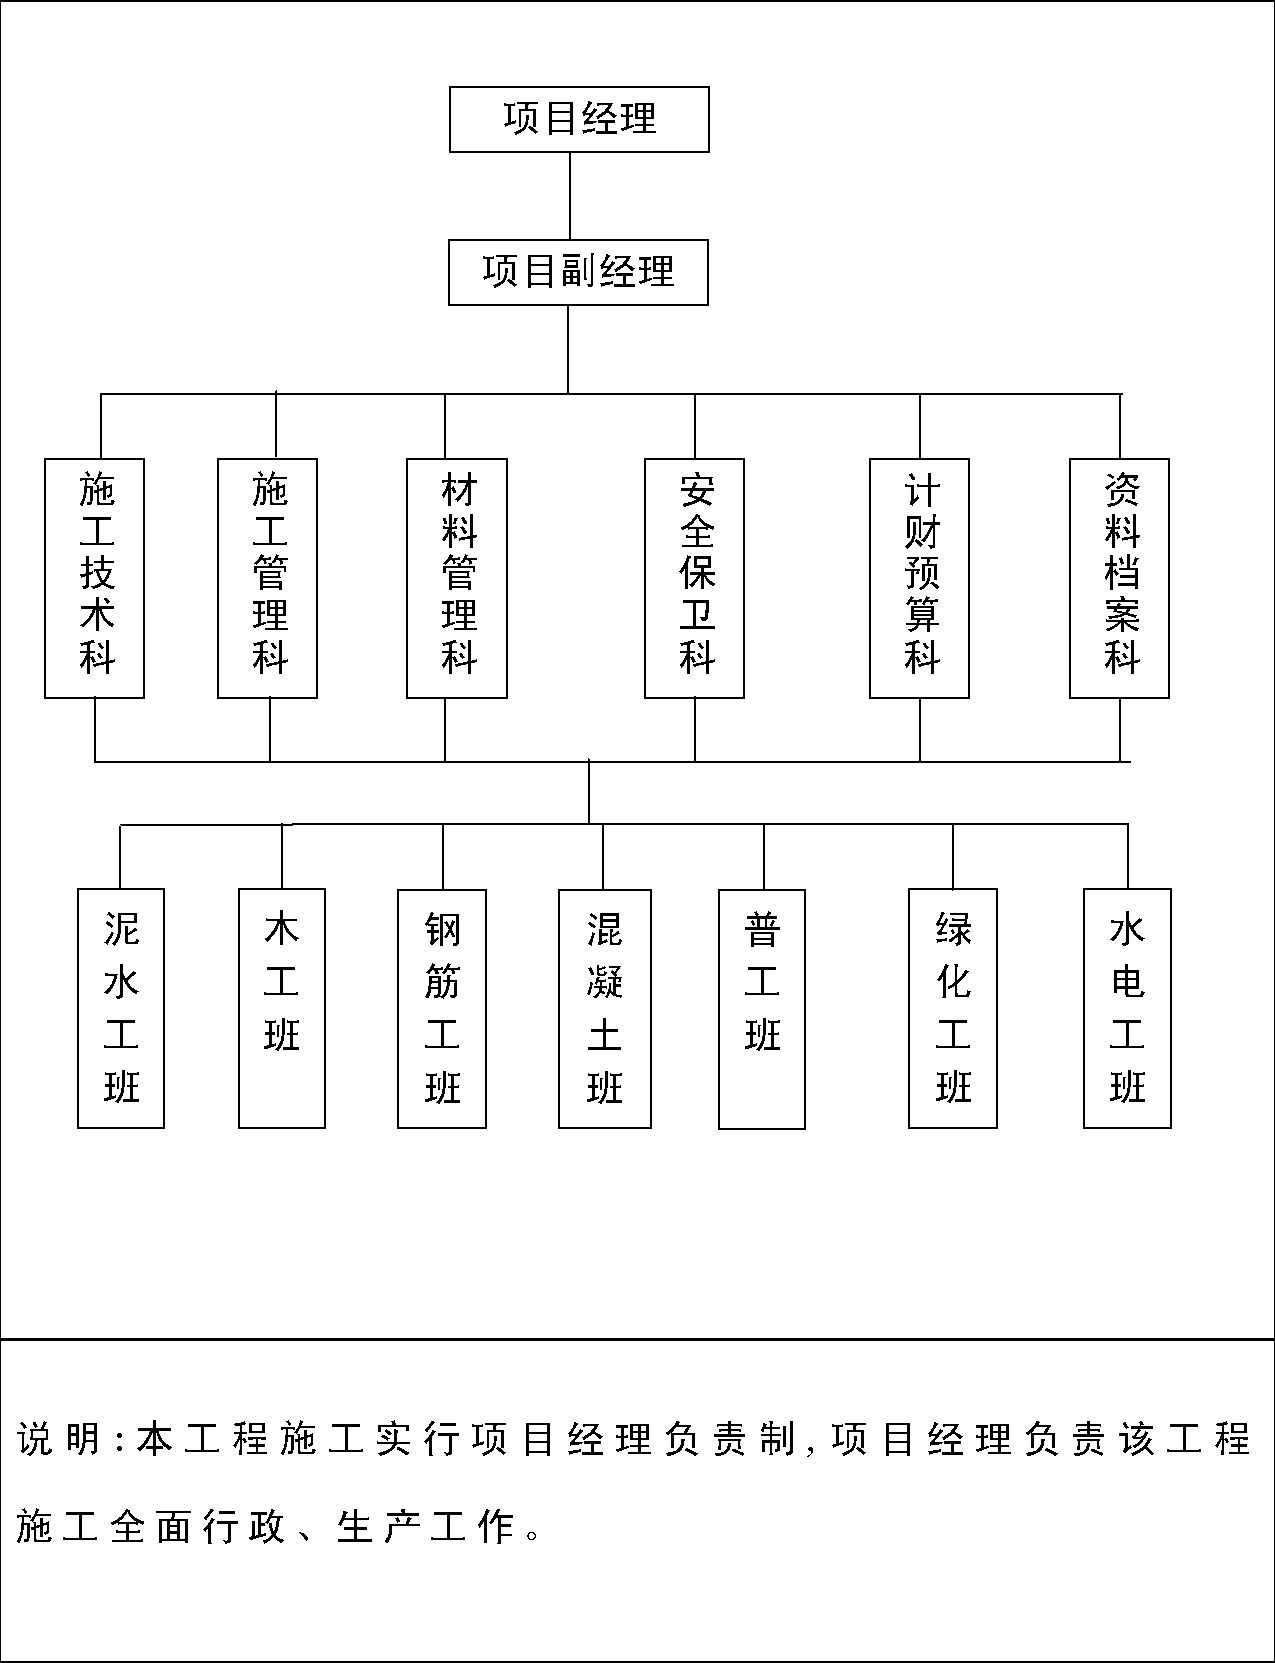 项目经理
项目副经理
施工技术科
施工管理科
材料管理科
安全保卫科
计财预算科
资料档案科
泥水工班
木工班
钢筋工班
混凝土班
普工班
绿化工班
水电工班
说明:本工程施工实行项目经理负责制,项目经理负责该工程
施工全面行政、生产工作。